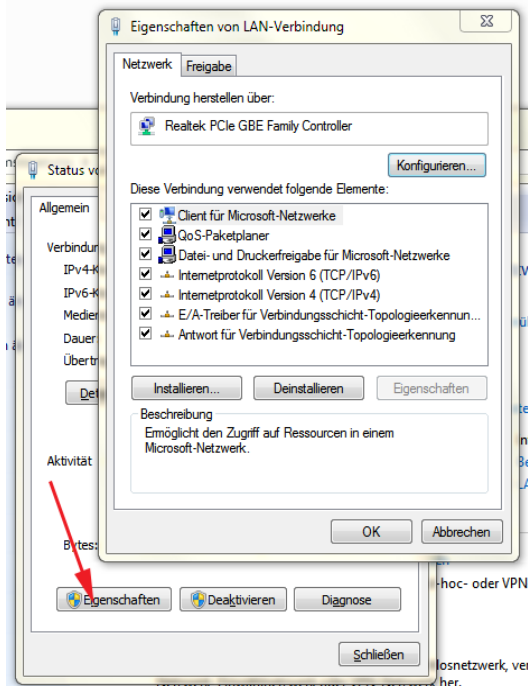 Eigenschaften von LAN-Verbindung
Netzwerk Freigabe
Verbindung herstellen über:
Realtek PCIe GBE Family Controller
Konfigurieren...
Diese Verbindung verwendet folgende Elemente:
Client für Microsoft-Netzwerke
QoS-Paketplaner
Datei- und Druckerfreigabe für Microsoft-Netzwerke
Internetprotokoll Version 6 (TCP/IPv6)
Internetprotokoll Version 4 (TCP/IPv4)
E/A-Treiber für Verbindungsschicht-Topologieerkennun...
Antwort für Verbindungsschicht-Topologieerkennung
Installieren... Deinstallieren Eigenschaften
Beschreibung
Ermöglicht den Zugriff auf Ressourcen in einem
Microsoft-Netzwerk.
OK Abbrechen
Status
Allgemein
IPv4-K
IPv6-K
Medien
Dauer
Übertr
Aktivität
Bytes:
Eigenschaften Deaktivieren Diagnose
Schließen
-hoc- oder VPN
losnetzwerk, ver
her.